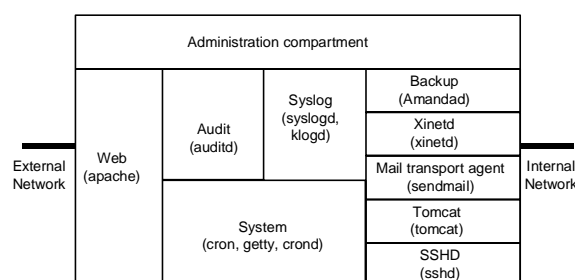 Administration compartment
External
Network
Web
(apache)
Audit
(auditd)
Syslog
(syslogd,
klogd)
System
(cron, getty, crond)
Backup
(Amandad)
Xinetd
(xinetd)
Mail transport agent
(sendmail)
Tomcat
(tomcat)
SSHD
(sshd)
Internal
Network